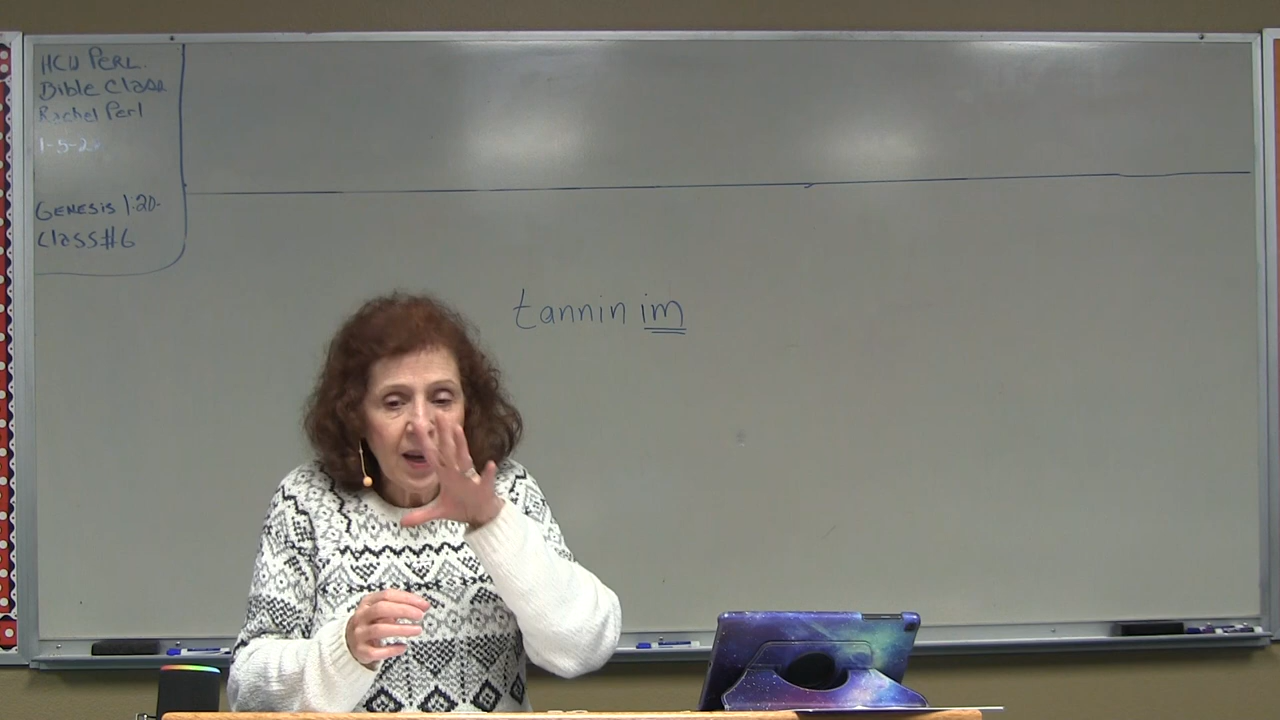 HCU PERL.
Bible Class
Rachel Perl
GENESIS 1:20-
Class#6
tannin im